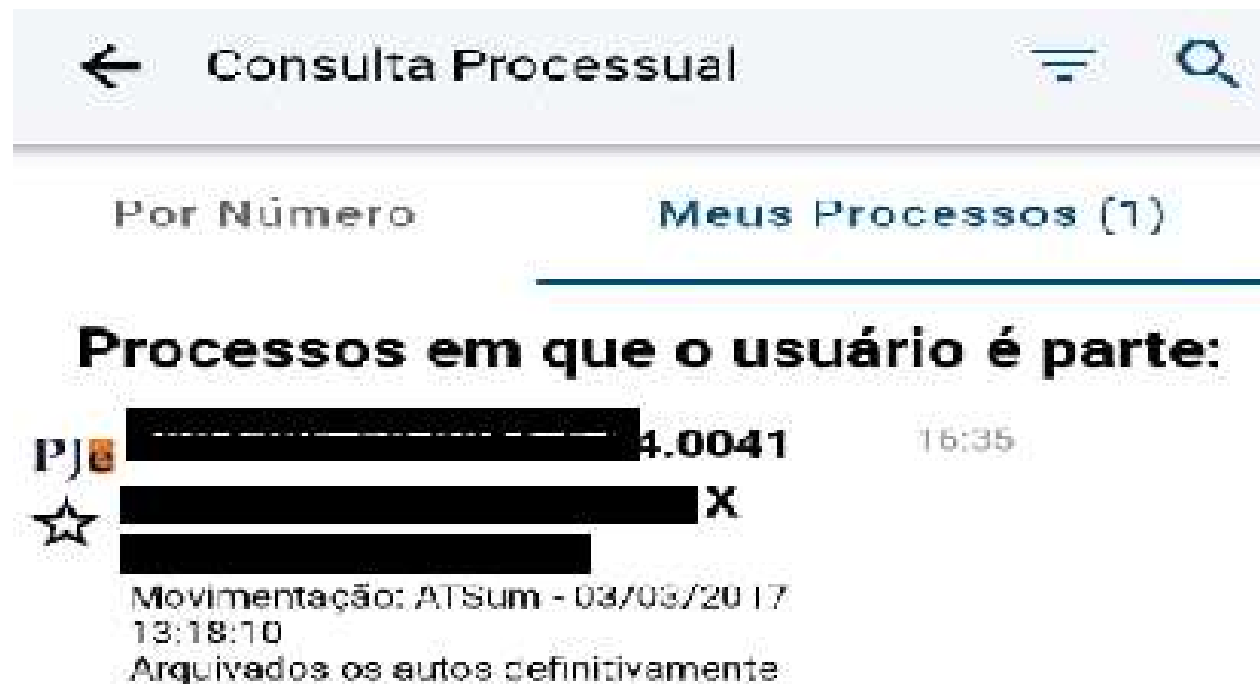 Consulta Processual
Por Número
Meus Processos (1)
Processos em que o usuário é parte:
PJe 4.0041 16:35
X
Movimentação: ATSum - 03/03/2017
13:18:10
Arquivados os autos definitivamente